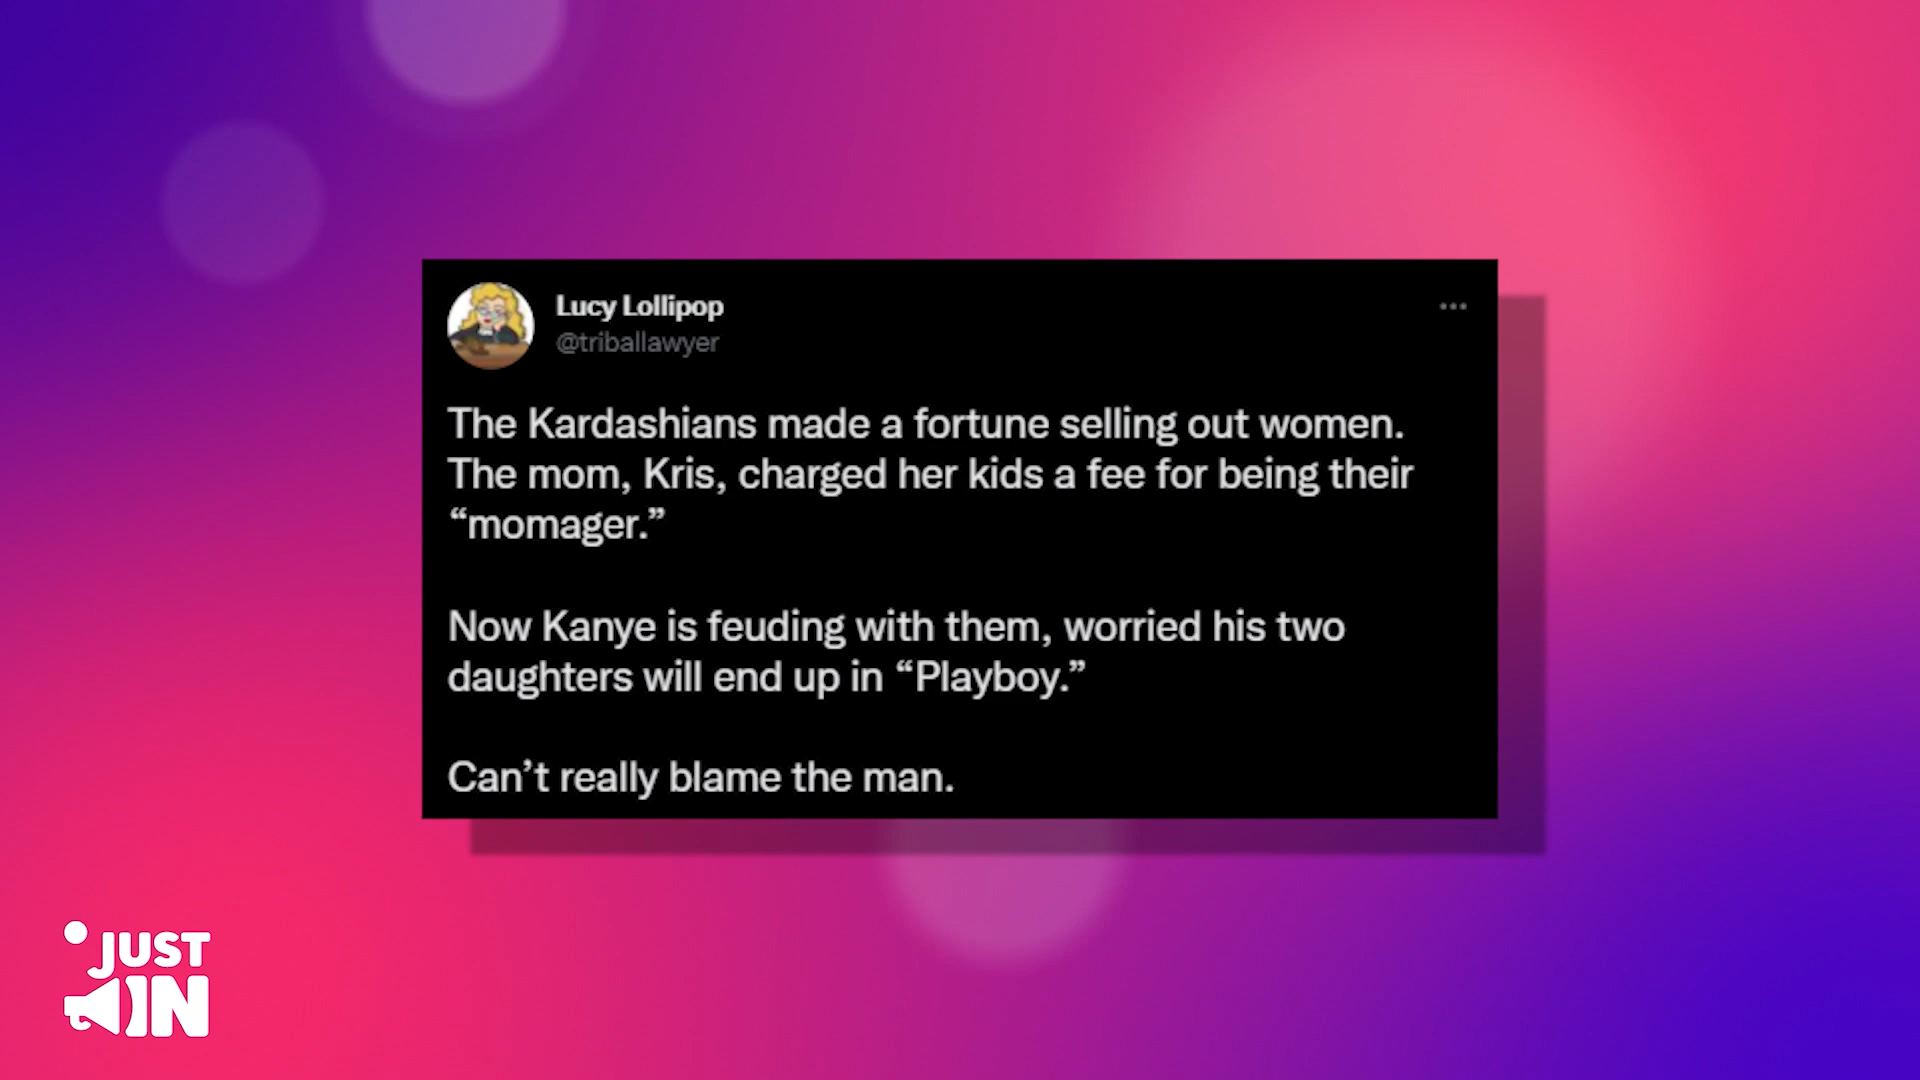 Lucy Lollipop
@triballawyer
The Kardashians made a fortune selling out women.
The mom, Kris, charged her kids a fee for being their
“momager.”
Now Kanye is feuding with them, worried his two
daughters will end up in “Playboy.”
Can’t really blame the man.
JUST
IN